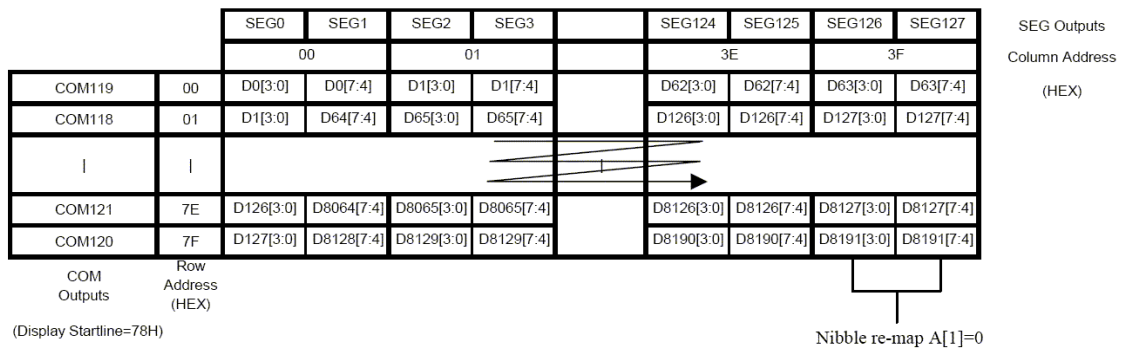 SEG0 SEG1 SEG2 SEG3 SEG124 SEG125 SEG126 SEG127 SEG Outputs
00 01 3E 3F Column Address
(HEX)
COM119 00 D0[3:0] D0[7:4] D1[3:0] D1[7:4] D62[3:0] D62[7:4] D63[3:0] D63[7:4]
COM118 01 D1[3:0] D64[7:4] D65[3:0] D65[7:4] D126[3:0] D126[7:4] D127[3:0] D127[7:4]
| | |
COM121 7E D126[3:0] D8064[7:4] D8065[3:0] D8065[7:4] D8126[3:0] D8126[7:4] D8127[3:0] D8127[7:4]
COM120 7F D127[3:0] D8128[7:4] D8129[3:0] D8129[7:4] D8190[3:0] D8190[7:4] D8191[3:0] D8191[7:4]
COM
Outputs
Row
Address
(HEX)
(Display Startline=78H)
Nibble re-map A[1]=0